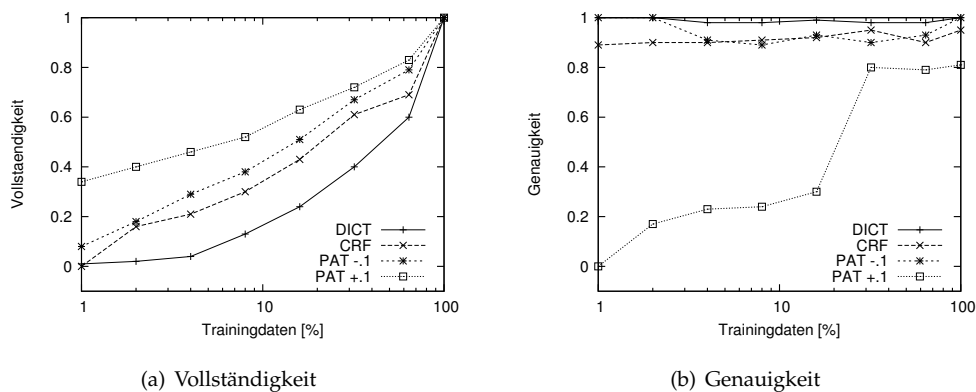 1
0.8
0.6
0.4
0.2
0
Vollstaendigkeit
DICT
CRF
PAT -.1
PAT +.1
1 10 100
Trainingdaten [%]
(a) Vollständigkeit
1
0.8
0.6
0.4
0.2
0
Genauigkeit
DICT
CRF
PAT -.1
PAT +.1
1 10 100
Trainingdaten [%]
(b) Genauigkeit